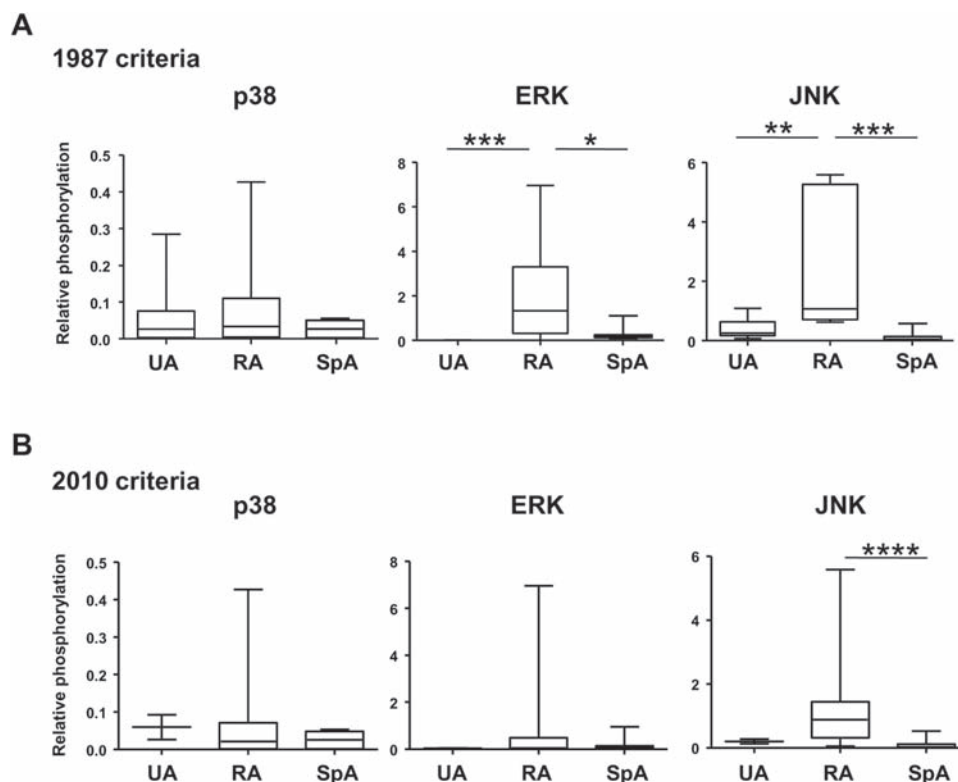 A
1987 criteria
p38 ERK JNK
*** * ** ***
Relative phosphorylation
0.5
0.4
0.3
0.2
0.1
0.0
UA RA SpA
8
6
4
2
0
UA RA SpA
6
4
2
0
UA RA SpA
B
2010 criteria
p38 ERK JNK
****
Relative phosphorylation
0.5
0.4
0.3
0.2
0.1
0.0
UA RA SpA
8
6
4
2
0
UA RA SpA
6
4
2
0
UA RA SpA